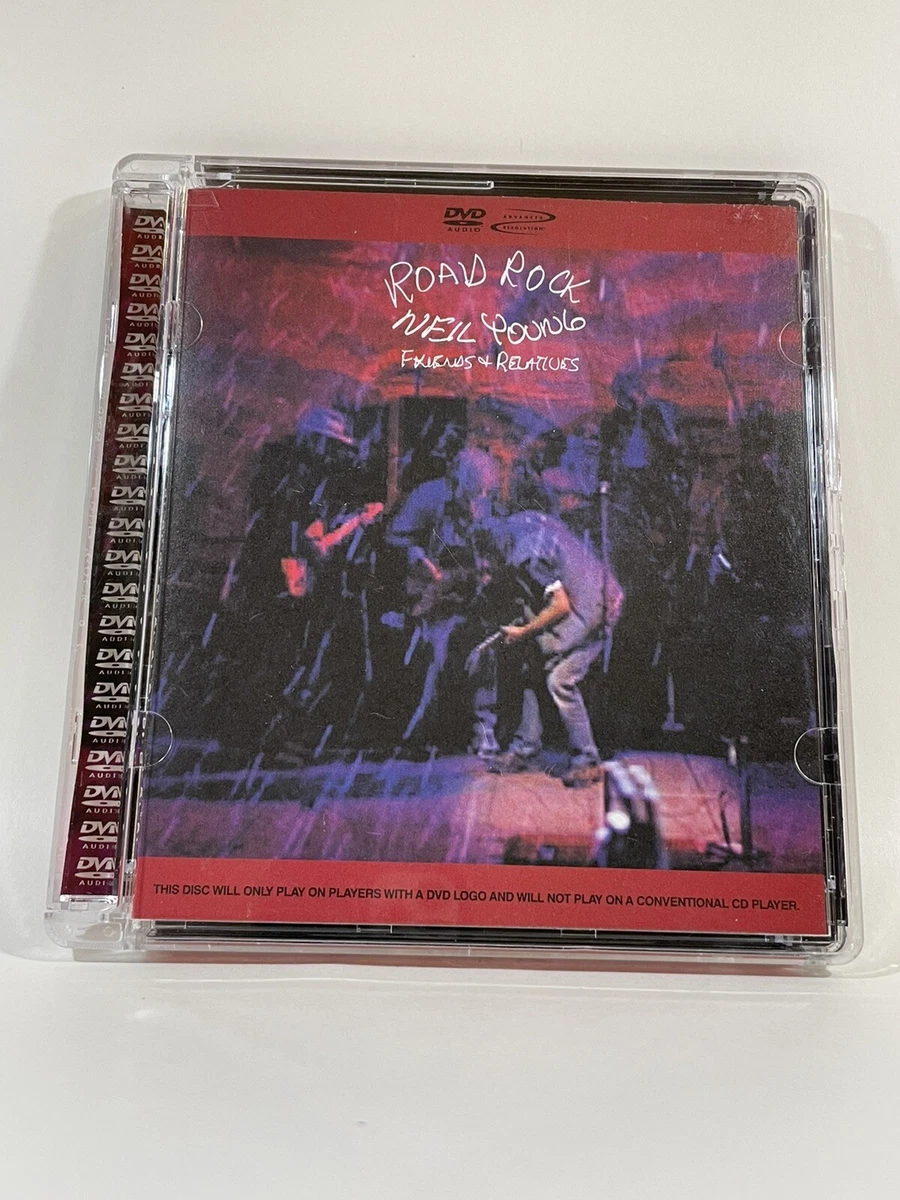 DVD
AUDIO
ADVANCED
ROAD ROCK
NEIL YOUNG
FRIENDS + RELATIVES
THIS DISC WILL ONLY PLAY ON PLAYERS WITH A DVD LOGO AND WILL NOT PLAY ON A CONVENTIONAL CD PLAYER.